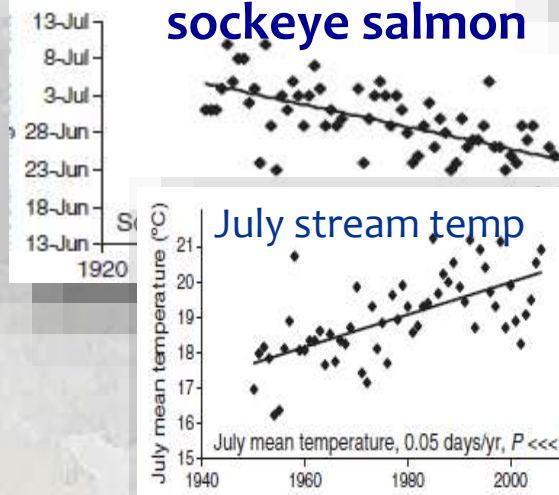 sockeye salmon
13-Jul
8-Jul
3-Jul
28-Jun
23-Jun
18-Jun
13-Jun
1920
July stream temp
July mean temperature (°C)
21
20
19
18
17
16
15
July mean temperature, 0.05 days/yr, P <<<
1940
1960
1980
2000